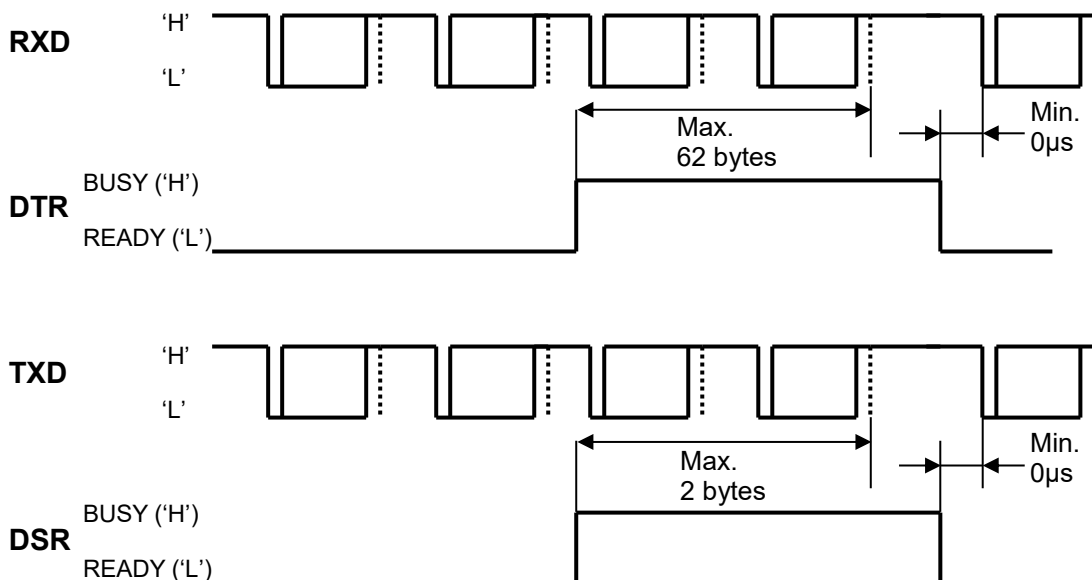 RXD
‘H’
‘L’
Max.
62 bytes
Min.
0µs
DTR
BUSY (‘H’)
READY (‘L’)
TXD
‘H’
‘L’
Max.
2 bytes
Min.
0µs
DSR
BUSY (‘H’)
READY (‘L’)